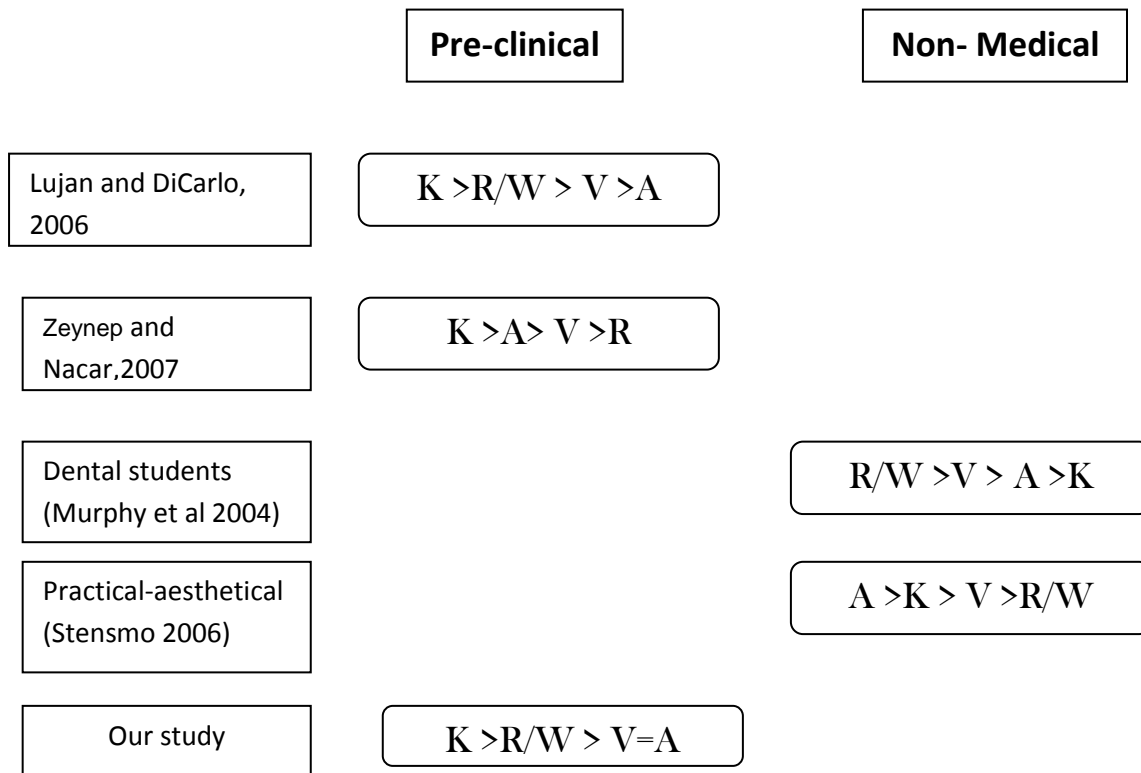 Pre-clinical
Non- Medical
Lujan and DiCarlo,
2006
K >R/W > V >A
Zeynep and
Nacar,2007
K >A> V >R
Dental students
(Murphy et al 2004)
R/W >V > A >K
Practical-aesthetical
(Stensmo 2006)
A >K > V >R/W
Our study
K >R/W > V=A